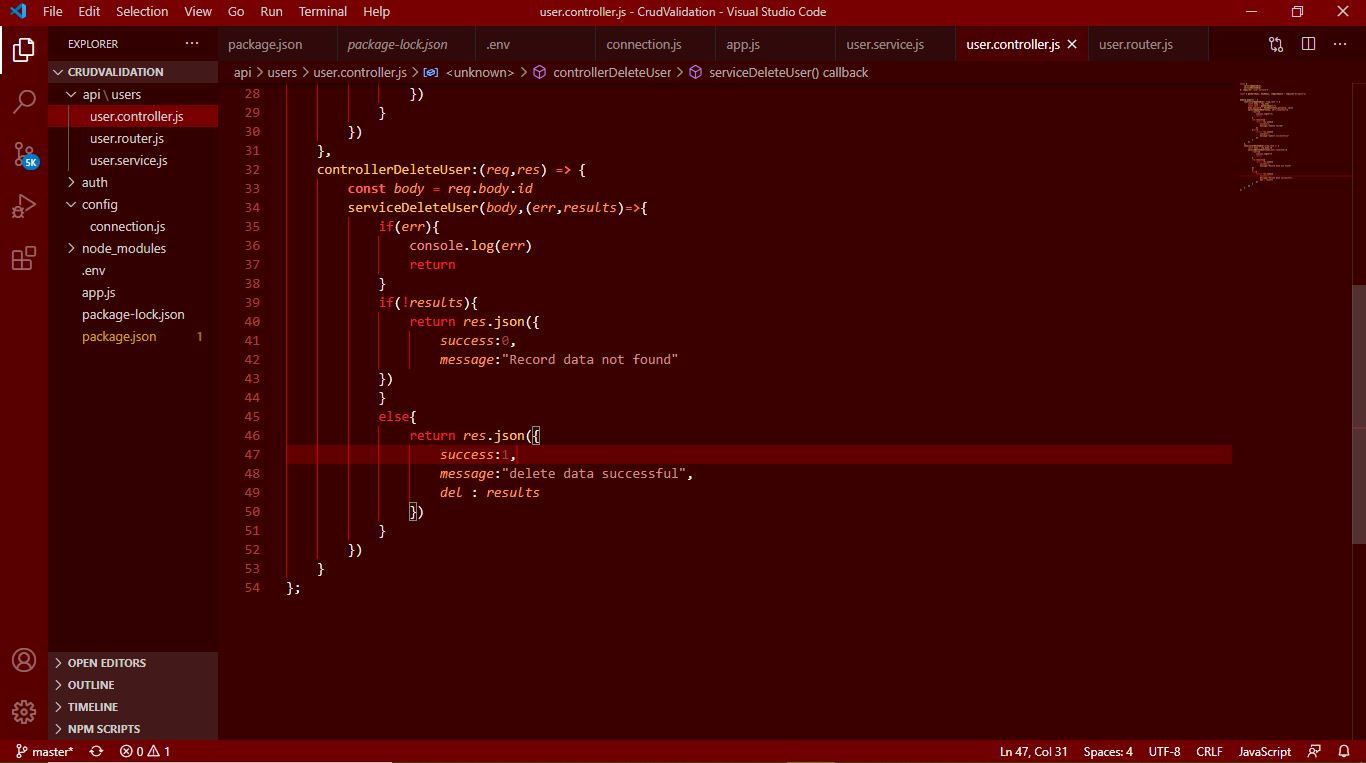 File Edit Selection View Go Run Terminal Help user.controller.js - CrudValidation - Visual Studio Code
EXPLORER ···
package.json package-lock.json .env connection.js app.js user.service.js user.controller.js user.router.js ···
CRUDVALIDATION
api \ users
user.controller.js
user.router.js
user.service.js
auth
config
connection.js
node_modules
.env
app.js
package-lock.json
package.json 1
5K
api > users > user.controller.js > <unknown> > controllerDeleteUser > serviceDeleteUser() callback
28 })
29 }
30 })
31 },
32 controllerDeleteUser:(req,res) => {
33 const body = req.body.id
34 serviceDeleteUser(body,(err,results)=>{
35 if(err){
36 console.log(err)
37 return
38 }
39 if(!results){
40 return res.json({
41 success:0,
42 message:"Record data not found"
43 })
44 }
45 else{
46 return res.json({
47 success:1,
48 message:"delete data successful",
49 del : results
50 })
51 }
52 })
53 }
54 };
OPEN EDITORS
OUTLINE
TIMELINE
NPM SCRIPTS
master* 0 1 Ln 47, Col 31 Spaces: 4 UTF-8 CRLF JavaScript